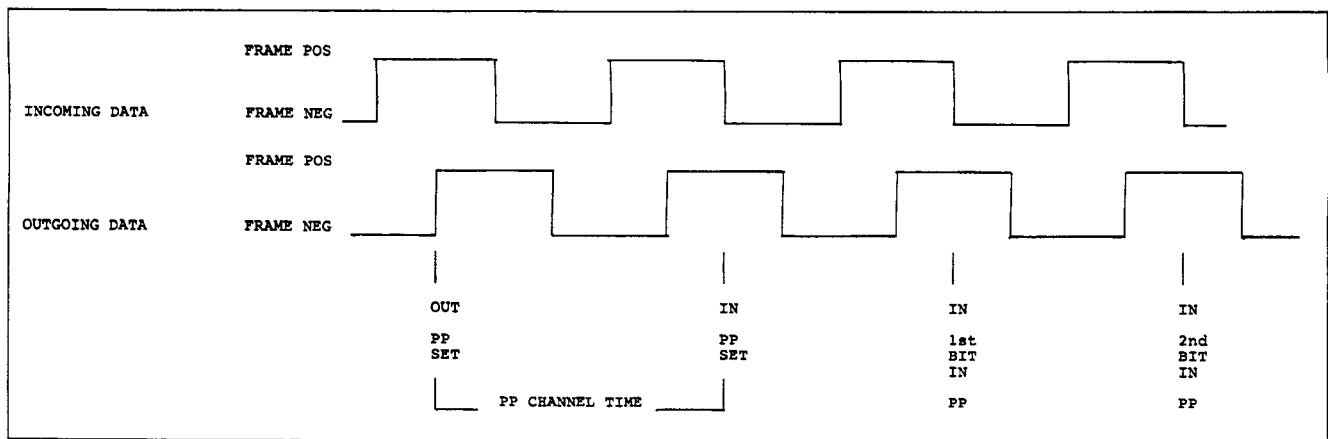 FRAME POS
INCOMING DATA FRAME NEG
FRAME POS
OUTGOING DATA FRAME NEG
OUT IN IN IN
PP PP 1st 2nd
SET SET BIT BIT
IN IN
PP CHANNEL TIME PP PP